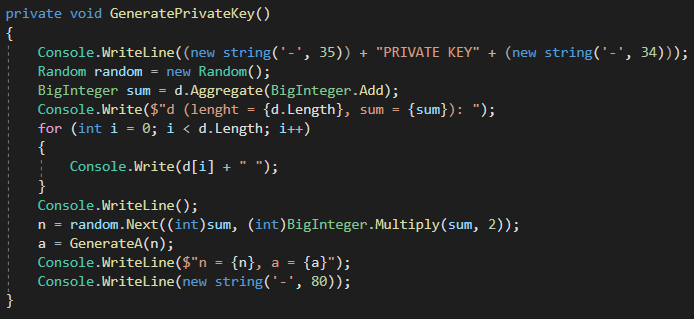 private void GeneratePrivateKey()
{
    Console.WriteLine((new string('-', 35)) + "PRIVATE KEY" + (new string('-', 34)));
    Random random = new Random();
    BigInteger sum = d.Aggregate(BigInteger.Add);
    Console.Write($"d (lenght = {d.Length}, sum = {sum}): ");
    for (int i = 0; i < d.Length; i++)
    {
        Console.Write(d[i] + " ");
    }
    Console.WriteLine();
    n = random.Next((int)sum, (int)BigInteger.Multiply(sum, 2));
    a = GenerateA(n);
    Console.WriteLine($"n = {n}, a = {a}");
    Console.WriteLine(new string('-', 80));
}